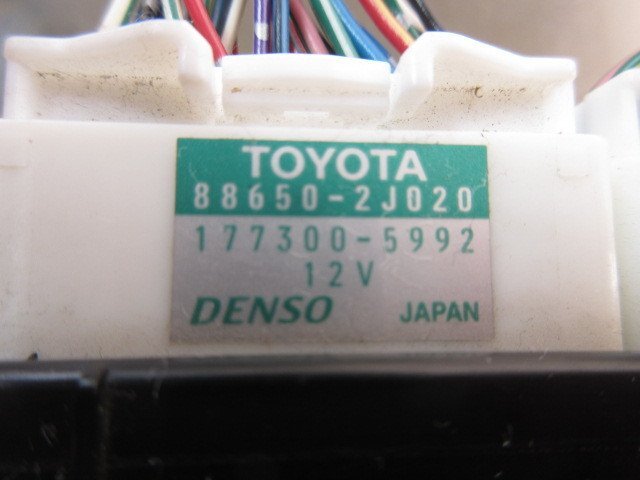 TOYOTA
88650-2J020
177300-5992
12V
DENSO JAPAN